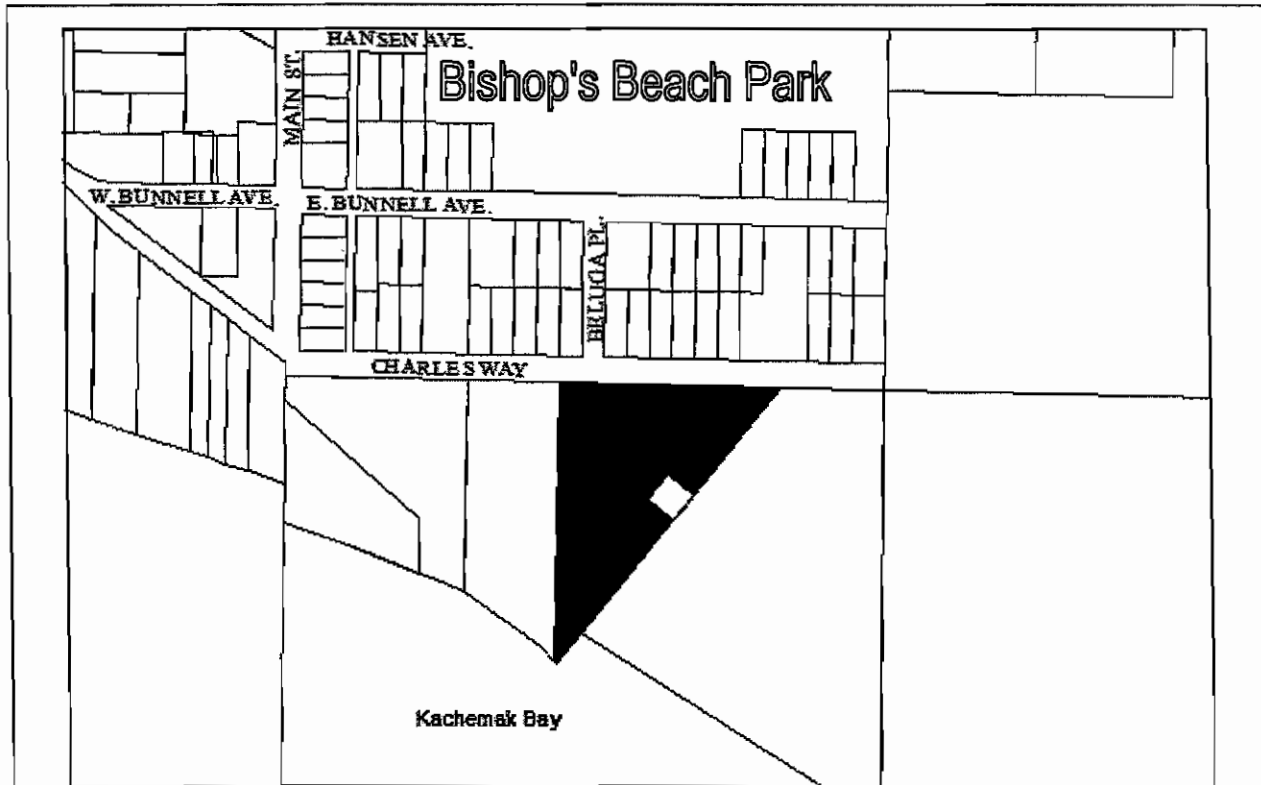 HANSEN AVE.
Bishop's Beach Park
MAIN ST.
W. BUNNELL AVE.
E. BUNNELL AVE.
BELUGA PL.
CHARLES WAY
Kachemak Bay